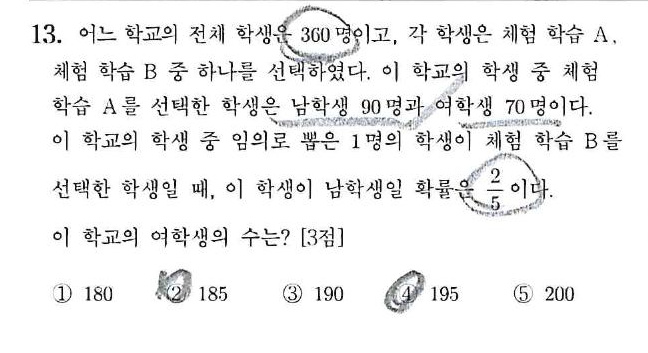 13. 어느 학교의 전체 학생은 360명이고, 각 학생은 체험 학습 A,
체험 학습 B 중 하나를 선택하였다. 이 학교의 학생 중 체험
학습 A를 선택한 학생은 남학생 90명과 여학생 70명이다.
이 학교의 학생 중 임의로 뽑은 1명의 학생이 체험 학습 B를
선택한 학생일 때, 이 학생이 남학생일 확률은 2/5이다.
이 학교의 여학생의 수는? [3점]
① 180 ② 185 ③ 190 ④ 195 ⑤ 200